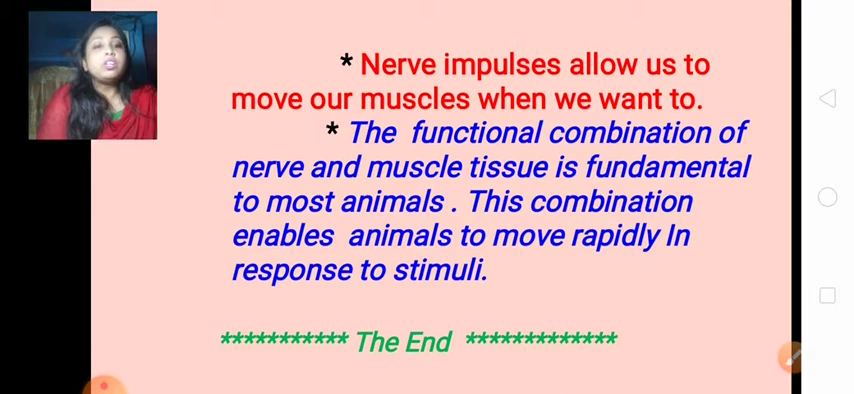 * Nerve impulses allow us to
move our muscles when we want to.
* The functional combination of
nerve and muscle tissue is fundamental
to most animals . This combination
enables animals to move rapidly In
response to stimuli.
*********** The End *************